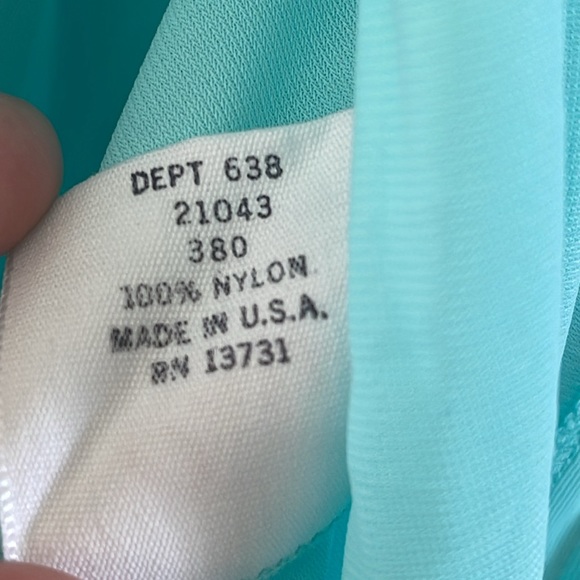 DEPT 638
21043
380
100% NYLON
MADE IN U.S.A.
RN 13731